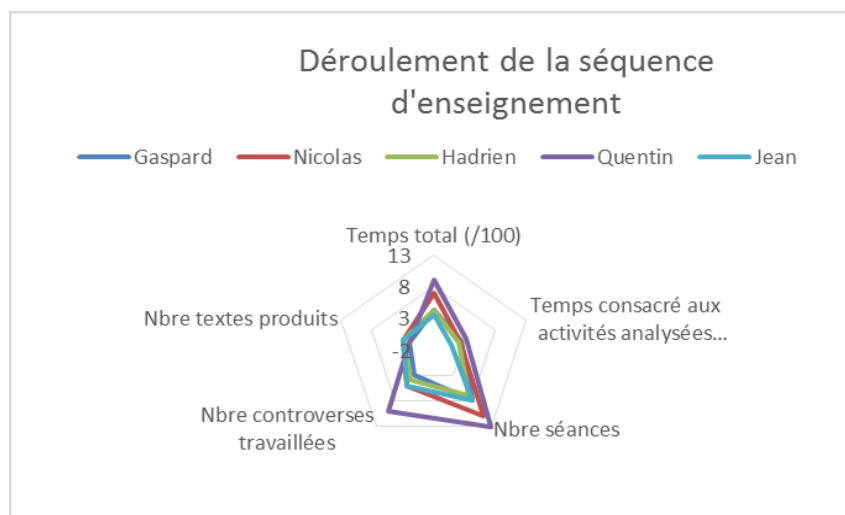 Déroulement de la séquence
d'enseignement
Gaspard Nicolas Hadrien Quentin Jean
Temps total (/100)
13
8
3
-2
Temps consacré aux
activités analysées...
Nbre séances
Nbre controverses
travaillées
Nbre textes produits